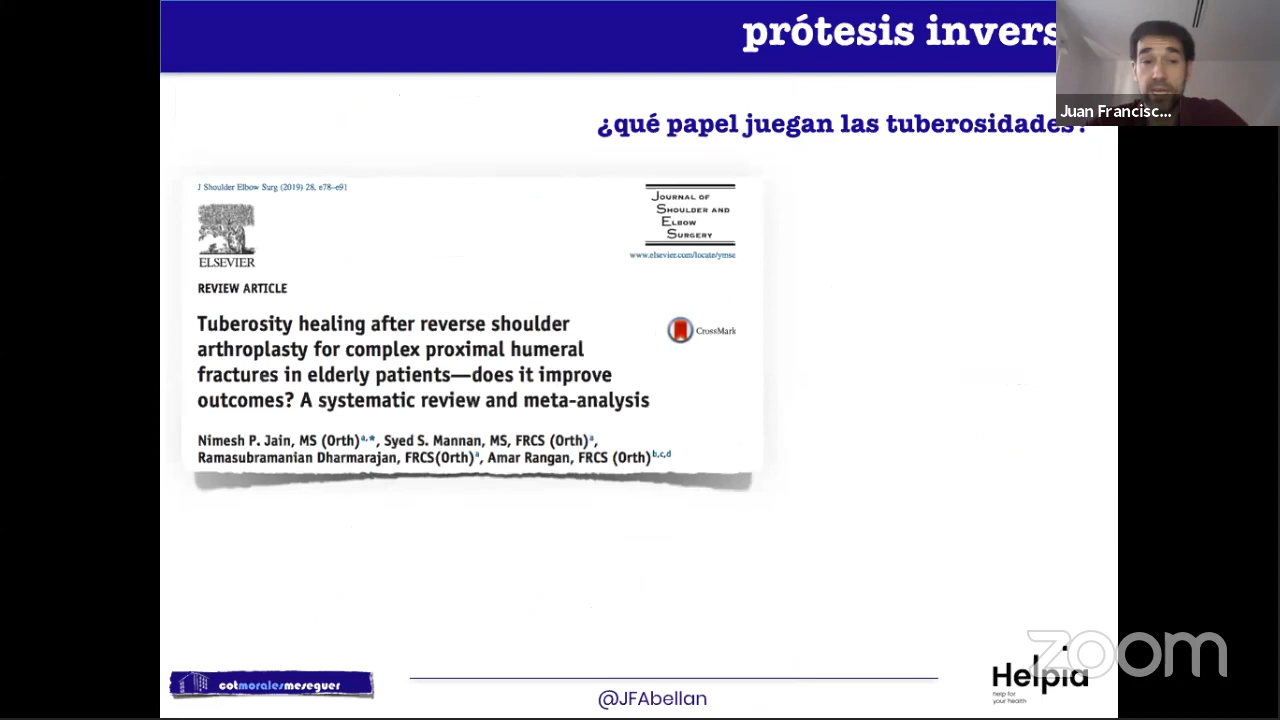 prótesis invers
Juan Francisc...
¿qué papel juegan las tuberosidades?
J Shoulder Elbow Surg (2019) 28, e78–e91
JOURNAL OF
SHOULDER AND
ELBOW
SURGERY
ELSEVIER
www.elsevier.com/locate/ymse
REVIEW ARTICLE
Tuberosity healing after reverse shoulder
arthroplasty for complex proximal humeral
fractures in elderly patients—does it improve
outcomes? A systematic review and meta-analysis
CrossMark
Nimesh P. Jain, MS (Orth)a,*, Syed S. Mannan, MS, FRCS (Orth)a,
Ramasubramanian Dharmarajan, FRCS(Orth)a, Amar Rangan, FRCS (Orth)b,c,d
cotmoralesmeseguer
@JFAbellan
Helpia
help for
your health
zoom